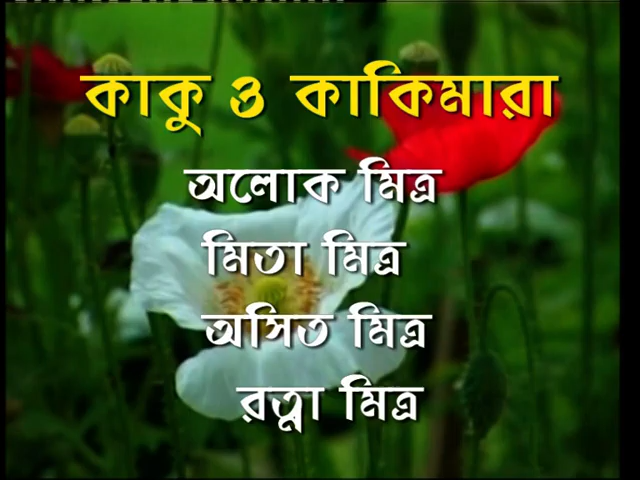 কাকু ও কাকিমারা
অলোক মিত্র
মিতা মিত্র
অসিত মিত্র
রত্না মিত্র